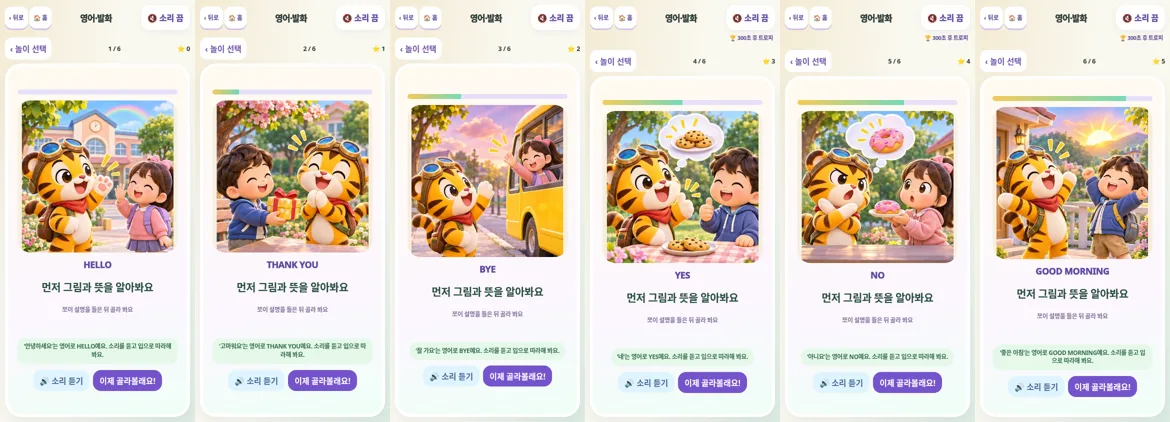 ‹ 뒤로 🏠 홈 영어·발화 🔇 소리 끔
‹ 놀이 선택 1 / 6 ⭐ 0
HELLO
먼저 그림과 뜻을 알아봐요
쪼이 설명을 들은 뒤 골라 봐요
'안녕하세요'는 영어로 HELLO예요. 소리를 듣고 입으로 따라해
봐요.
🔊 소리 듣기 이제 골라볼래요!
‹ 뒤로 🏠 홈 영어·발화 🔇 소리 끔
‹ 놀이 선택 2 / 6 ⭐ 1
THANK YOU
먼저 그림과 뜻을 알아봐요
쪼이 설명을 들은 뒤 골라 봐요
'고마워요'는 영어로 THANK YOU예요. 소리를 듣고 입으로 따
라해 봐요.
🔊 소리 듣기 이제 골라볼래요!
‹ 뒤로 🏠 홈 영어·발화 🔇 소리 끔
‹ 놀이 선택 3 / 6 ⭐ 2
BYE
먼저 그림과 뜻을 알아봐요
쪼이 설명을 들은 뒤 골라 봐요
'잘 가요'는 영어로 BYE예요. 소리를 듣고 입으로 따라해 봐요.
🔊 소리 듣기 이제 골라볼래요!
‹ 뒤로 🏠 홈 영어·발화 🔇 소리 끔
🏆 300초 후 트로피
‹ 놀이 선택 4 / 6 ⭐ 3
YES
먼저 그림과 뜻을 알아봐요
쪼이 설명을 들은 뒤 골라 봐요
'네'는 영어로 YES예요. 소리를 듣고 입으로 따라해 봐요.
🔊 소리 듣기 이제 골라볼래요!
‹ 뒤로 🏠 홈 영어·발화 🔇 소리 끔
🏆 300초 후 트로피
‹ 놀이 선택 5 / 6 ⭐ 4
NO
먼저 그림과 뜻을 알아봐요
쪼이 설명을 들은 뒤 골라 봐요
'아니요'는 영어로 NO예요. 소리를 듣고 입으로 따라해 봐요.
🔊 소리 듣기 이제 골라볼래요!
‹ 뒤로 🏠 홈 영어·발화 🔇 소리 끔
🏆 300초 후 트로피
‹ 놀이 선택 6 / 6 ⭐ 5
GOOD MORNING
먼저 그림과 뜻을 알아봐요
쪼이 설명을 들은 뒤 골라 봐요
'좋은 아침'는 영어로 GOOD MORNING예요. 소리를 듣고 입
으로 따라해 봐요.
🔊 소리 듣기 이제 골라볼래요!